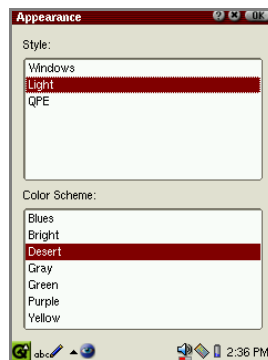 Appearance
? x OK
Style:
Windows
Light
QPE
Color Scheme:
Blues
Bright
Desert
Gray
Green
Purple
Yellow
abc 2:36 PM